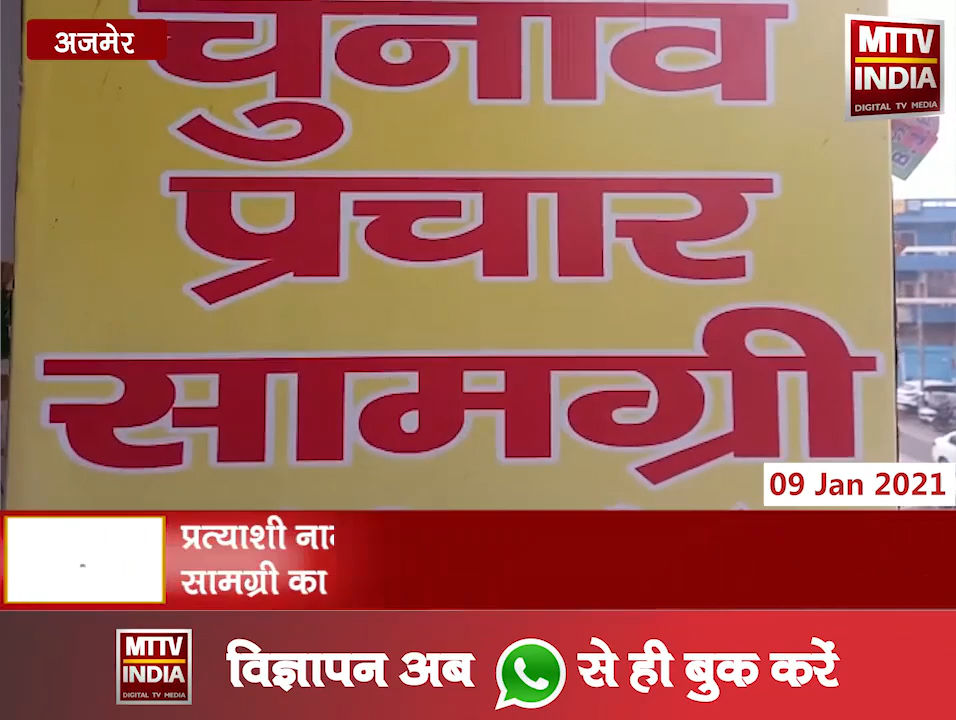 अजमेर
MTTV
INDIA
DIGITAL TV MEDIA
चुनाव
प्रचार
सामग्री
09 Jan 2021
प्रत्याशी
सामग्री का
MTTV
INDIA
DIGITAL TV MEDIA
विज्ञापन अब से ही बुक करें